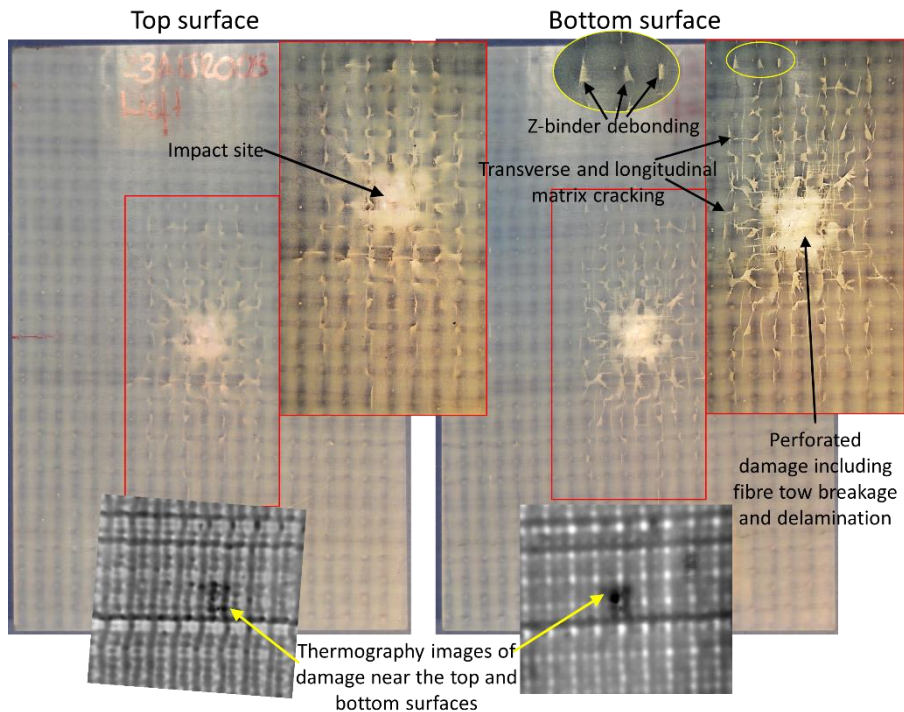 Top surface
Bottom surface
Left
Impact site
Z-binder debonding
Transverse and longitudinal
matrix cracking
Perforated
damage including
fibre tow breakage
and delamination
Thermography images of
damage near the top and
bottom surfaces